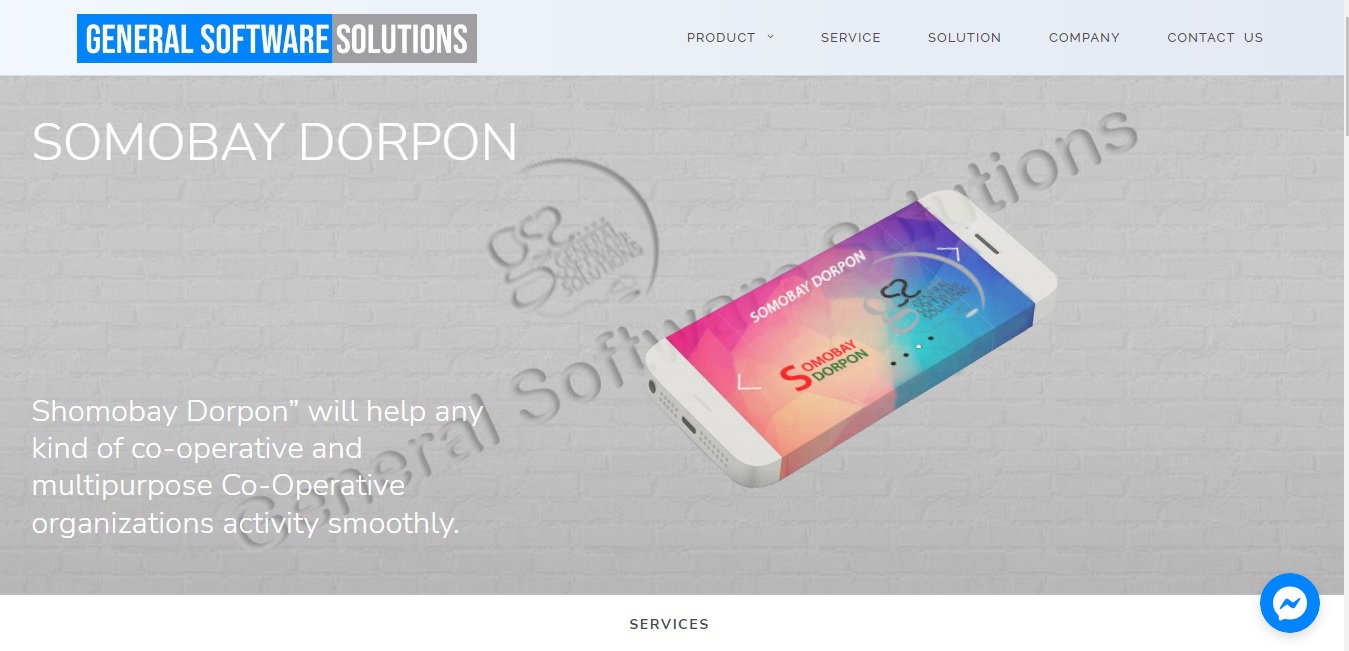 GENERAL SOFTWARE SOLUTIONS
PRODUCT SERVICE SOLUTION COMPANY CONTACT US
SOMOBAY DORPON
General Software Solutions
gs
GENERAL
SOFTWARE
SOLUTIONS
SOMOBAY DORPON
gs
GENERAL
SOFTWARE
SOLUTIONS
SOMOBAY
DORPON
Shomobay Dorpon” will help any
kind of co-operative and
multipurpose Co-Operative
organizations activity smoothly.
SERVICES